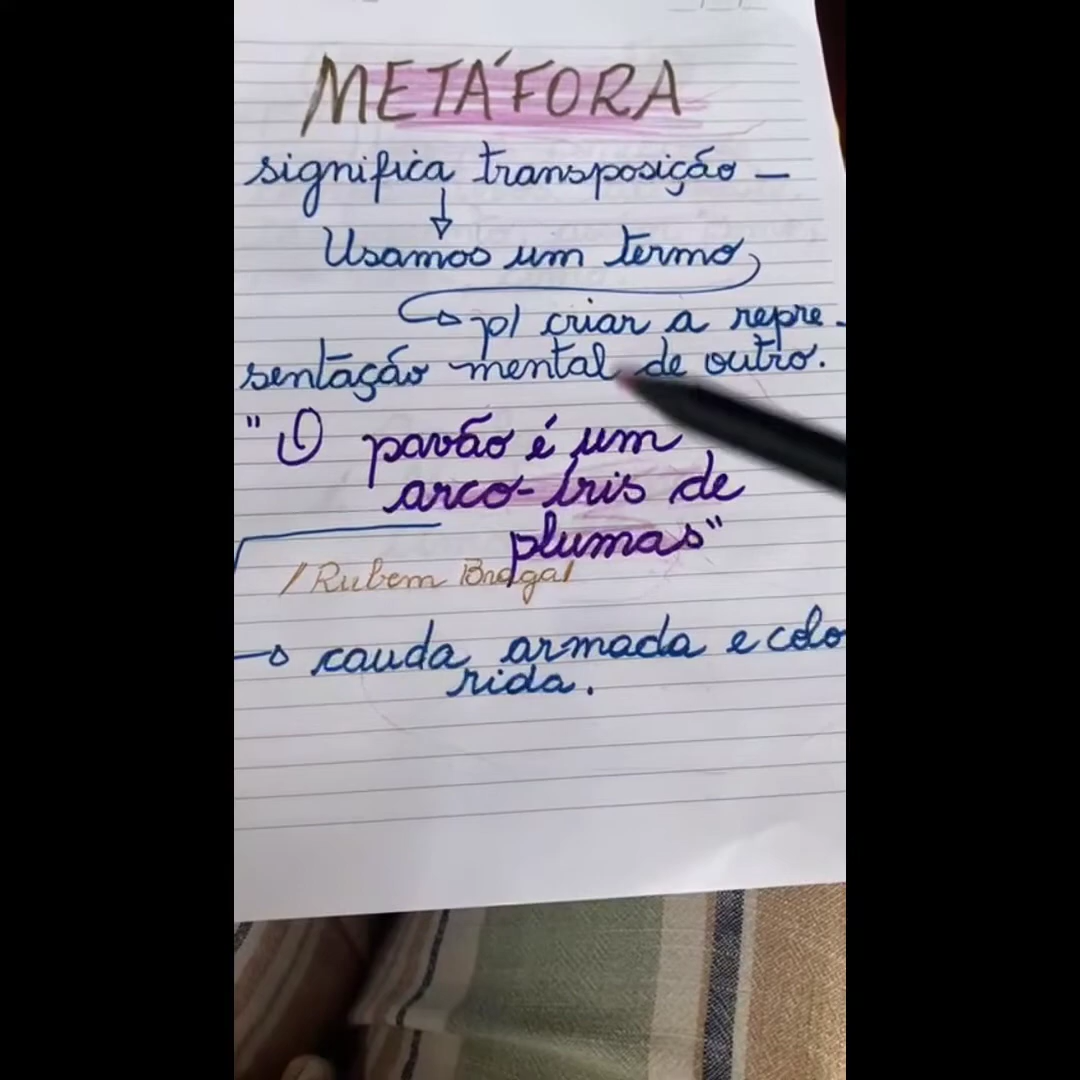 METÁFORA
significa transposição -
Usamos um termo,
p/ criar a repre-
sentação mental de outro.
"O pavão é um
arco-íris de
plumas"
/Rubem Braga/
cauda armada e colo
rida.